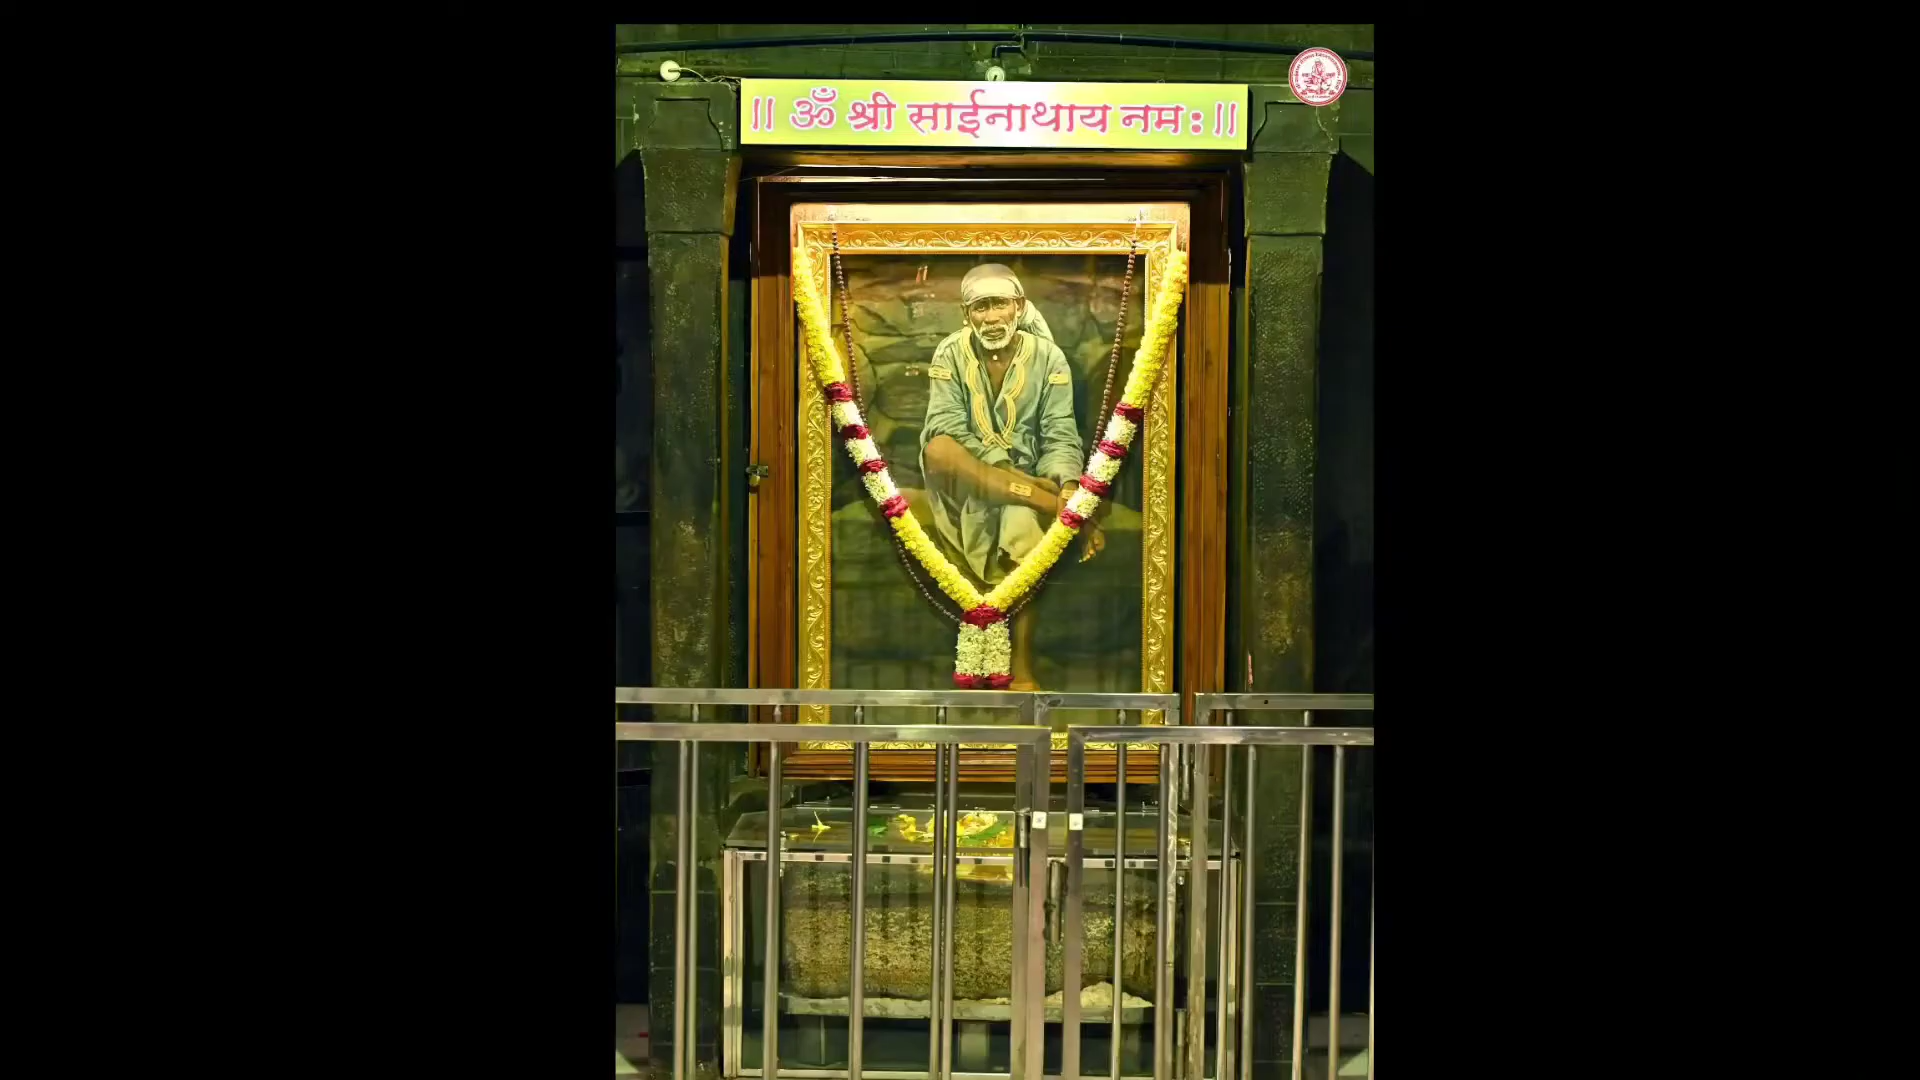 || ॐ श्री साईनाथाय नमः ||